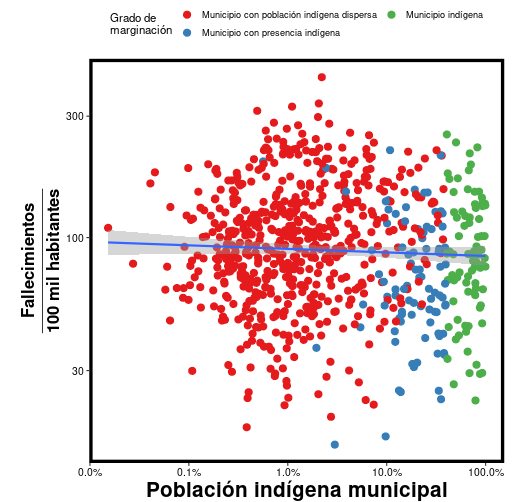 Grado de
marginación
Municipio con población indígena dispersa
Municipio indígena
Municipio con presencia indígena
300
100
30
Fallecimientos
100 mil habitantes
0.0%
0.1%
1.0%
10.0%
100.0%
Población indígena municipal